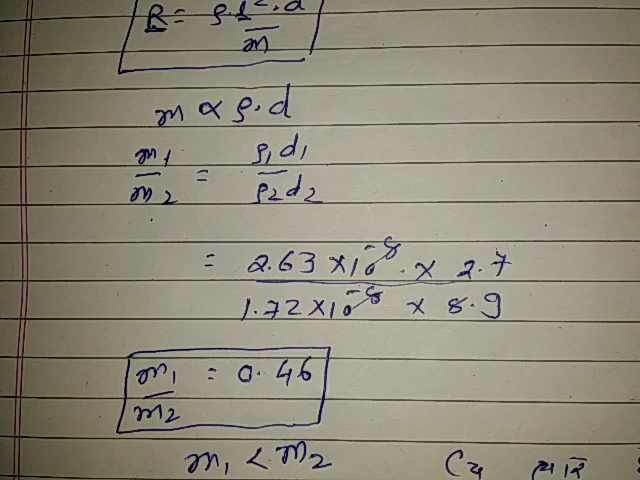 R = ρ.l².d / m
m ∝ ρ.d
m₁ / m₂ = ρ₁d₁ / ρ₂d₂
= 2.63 × 10⁻⁸ . × 2.7 / 1.72 × 10⁻⁸ × 8.9
m₁ / m₂ = 0.46
m₁ < m₂